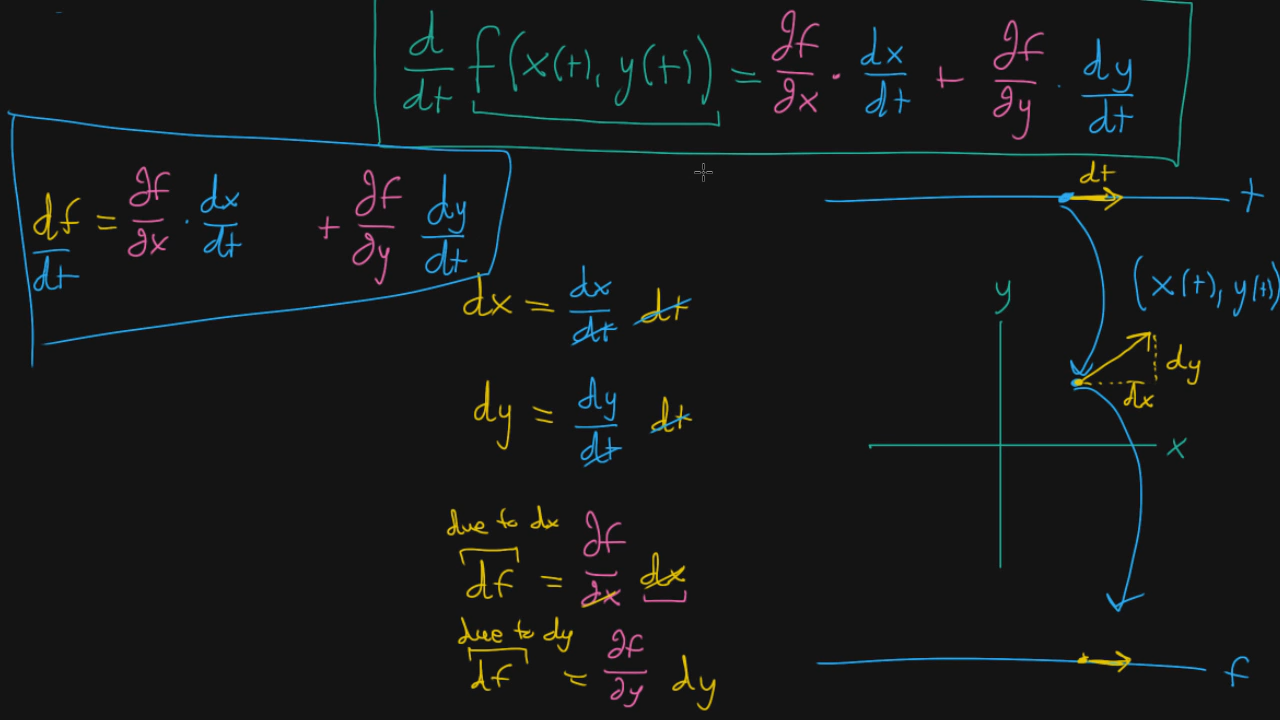 d/dt f(x(t), y(t)) = ∂f/∂x · dx/dt + ∂f/∂y · dy/dt
df/dt = ∂f/∂x · dx/dt + ∂f/∂y dy/dt
dx = dx/dt dt
dy = dy/dt dt
due to dx
df = ∂f/∂x dx
due to dy
df = ∂f/∂y dy
dt
t
(x(t), y(t))
y
dy
dx
x
f